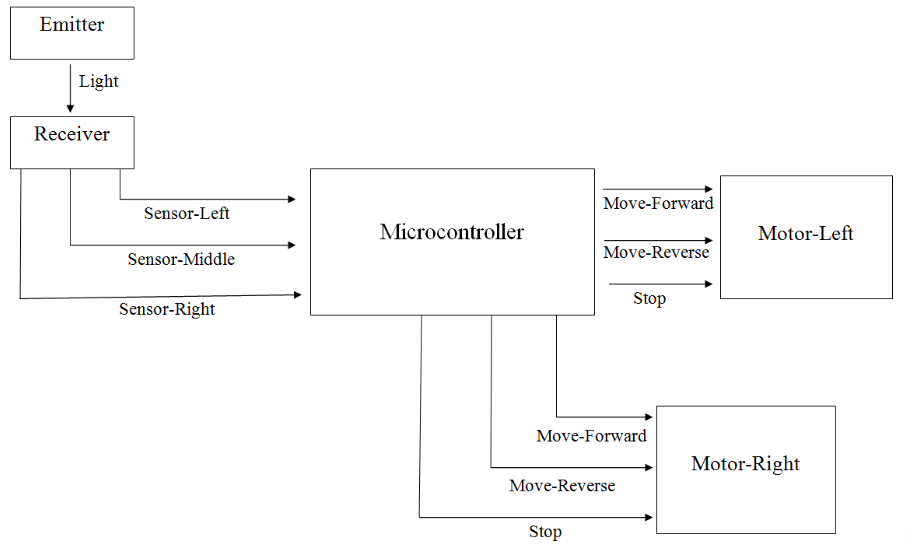 Emitter
Light
Receiver
Sensor-Left
Sensor-Middle
Sensor-Right
Microcontroller
Move-Forward
Move-Reverse
Stop
Motor-Left
Move-Forward
Move-Reverse
Stop
Motor-Right